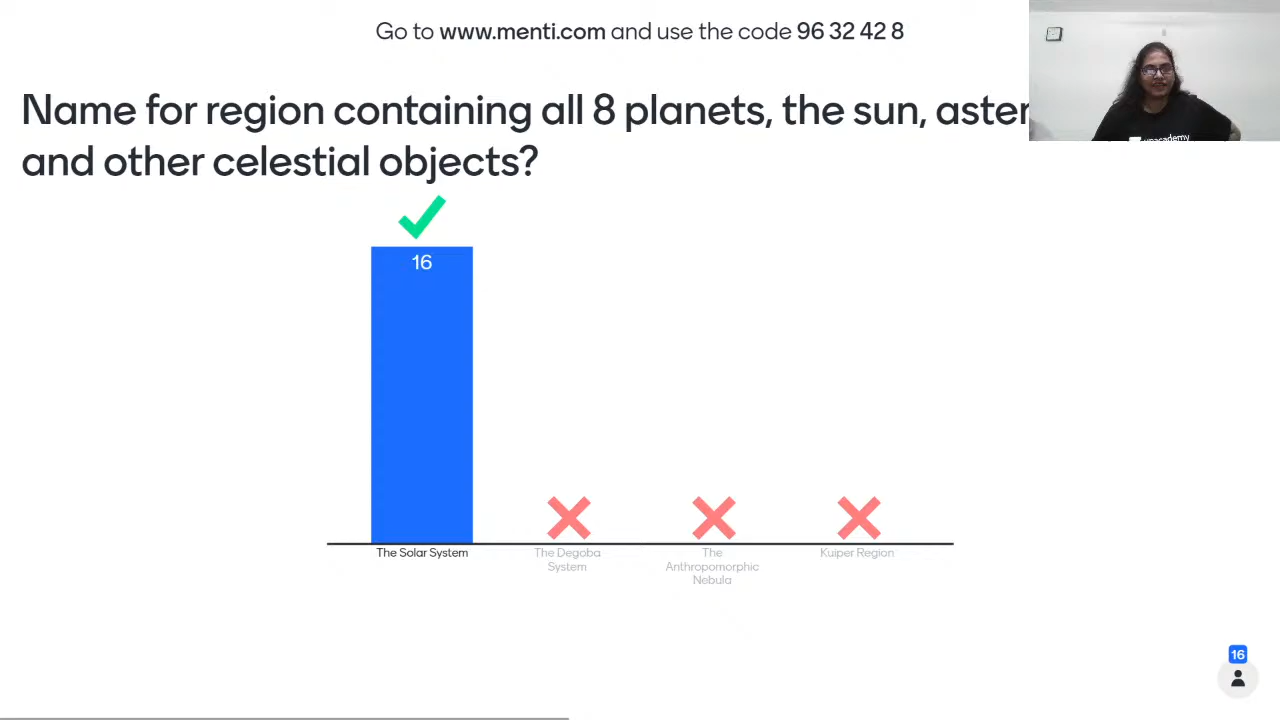 Go to www.menti.com and use the code 96 32 42 8
Name for region containing all 8 planets, the sun,
and other celestial objects?
16
The Solar System
The Degoba
System
The
Anthropomorphic
Nebula
Kuiper Region
16